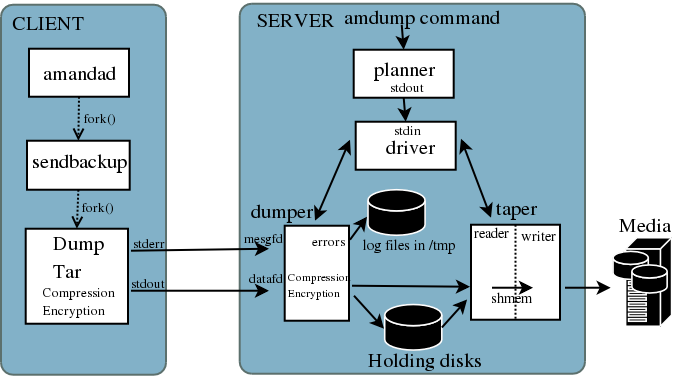 CLIENT
amandad
fork()
sendbackup
fork()
Dump
Tar
Compression
Encryption
stderr
stdout
SERVER
amdump command
planner
stdout
stdin
driver
dumper
mesgfd
errors
datafd
Compression
Encryption
log files in /tmp
Holding disks
taper
reader
writer
shmem
Media